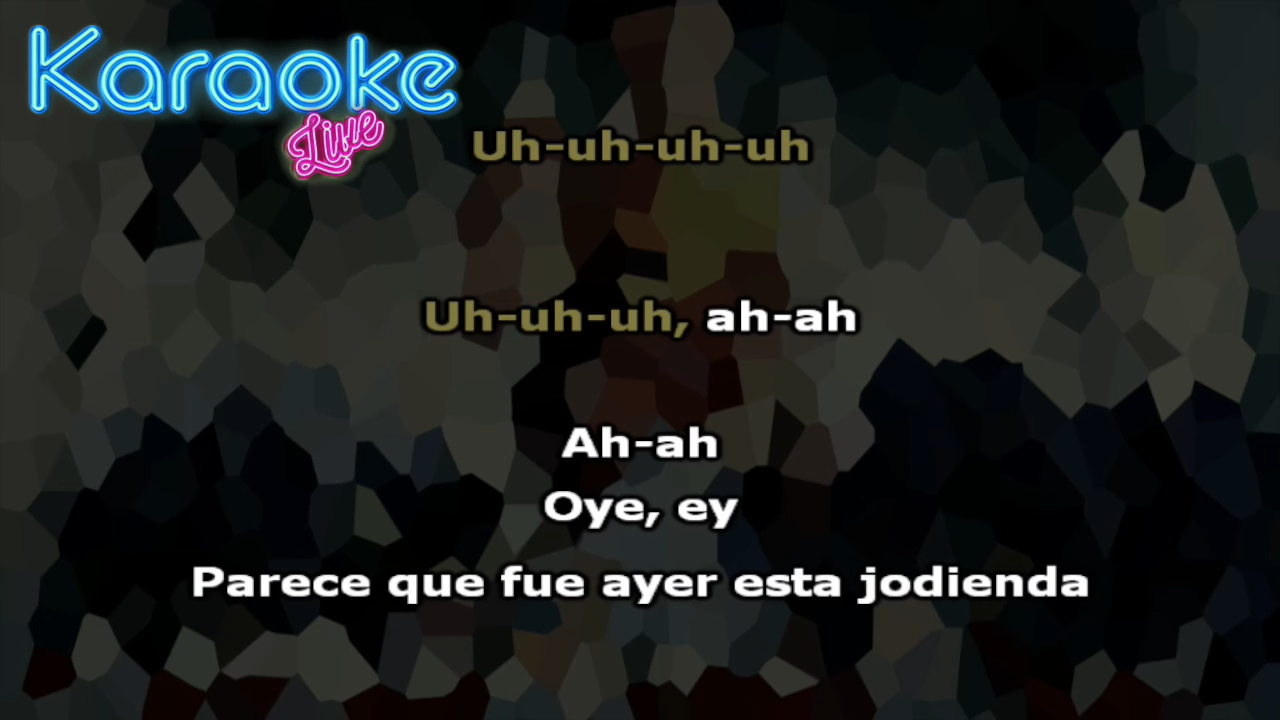 Karaoke
Live
Uh-uh-uh-uh
Uh-uh-uh, ah-ah
Ah-ah
Oye, ey
Parece que fue ayer esta jodienda